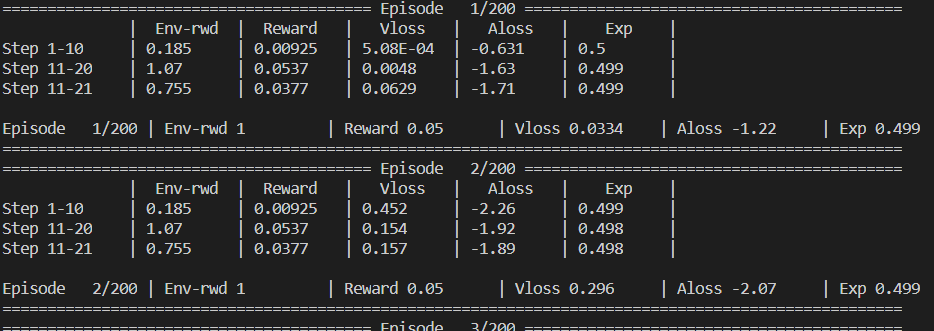 ========================================= Episode   1/200 ==========================================
              |  Env-rwd  |  Reward   |   Vloss   |   Aloss   |    Exp    |
Step 1-10     | 0.185     | 0.00925   | 5.08E-04  | -0.631    | 0.5       |
Step 11-20    | 1.07      | 0.0537    | 0.0048    | -1.63     | 0.499     |
Step 11-21    | 0.755     | 0.0377    | 0.0629    | -1.71     | 0.499     |
Episode   1/200 | Env-rwd 1         | Reward 0.05      | Vloss 0.0334    | Aloss -1.22     | Exp 0.499
====================================================================================================
========================================= Episode   2/200 ==========================================
              |  Env-rwd  |  Reward   |   Vloss   |   Aloss   |    Exp    |
Step 1-10     | 0.185     | 0.00925   | 0.452     | -2.26     | 0.499     |
Step 11-20    | 1.07      | 0.0537    | 0.154     | -1.92     | 0.498     |
Step 11-21    | 0.755     | 0.0377    | 0.157     | -1.89     | 0.498     |
Episode   2/200 | Env-rwd 1         | Reward 0.05      | Vloss 0.296     | Aloss -2.07     | Exp 0.499
====================================================================================================
========================================= Episode   3/200 ==========================================